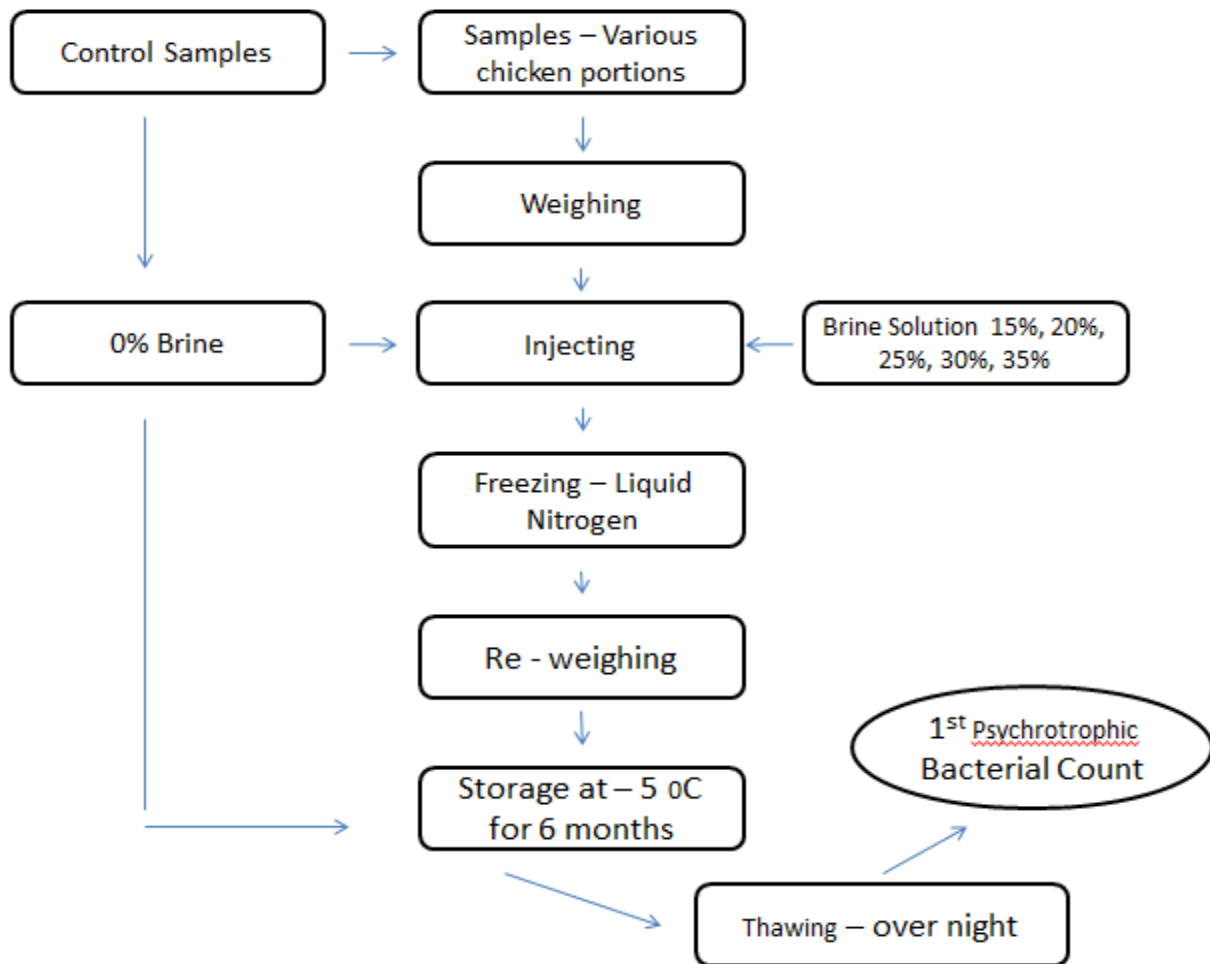 Control Samples
Samples – Various
chicken portions
Weighing
0% Brine
Injecting
Brine Solution 15%, 20%,
25%, 30%, 35%
Freezing – Liquid
Nitrogen
Re - weighing
1st Psychrotrophic
Bacterial Count
Storage at – 5 0C
for 6 months
Thawing – over night